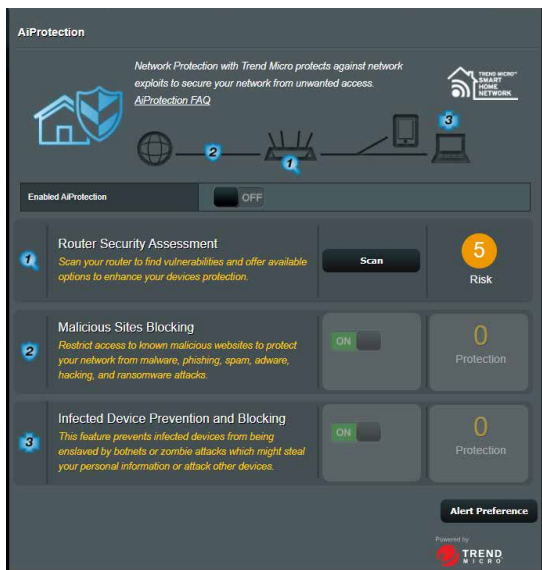 AiProtection
Network Protection with Trend Micro protects against network
exploits to secure your network from unwanted access.
AiProtection FAQ
TREND MICRO™
SMART
HOME
NETWORK
3
2
1
Enabled AiProtection
OFF
1
Router Security Assessment
Scan your router to find vulnerabilities and offer available
options to enhance your devices protection.
Scan
5
Risk
2
Malicious Sites Blocking
Restrict access to known malicious websites to protect
your network from malware, phishing, spam, adware,
hacking, and ransomware attacks.
ON
0
Protection
3
Infected Device Prevention and Blocking
This feature prevents infected devices from being
enslaved by botnets or zombie attacks which might steal
your personal information or attack other devices.
ON
0
Protection
Alert Preference
Powered by
TREND
MICRO